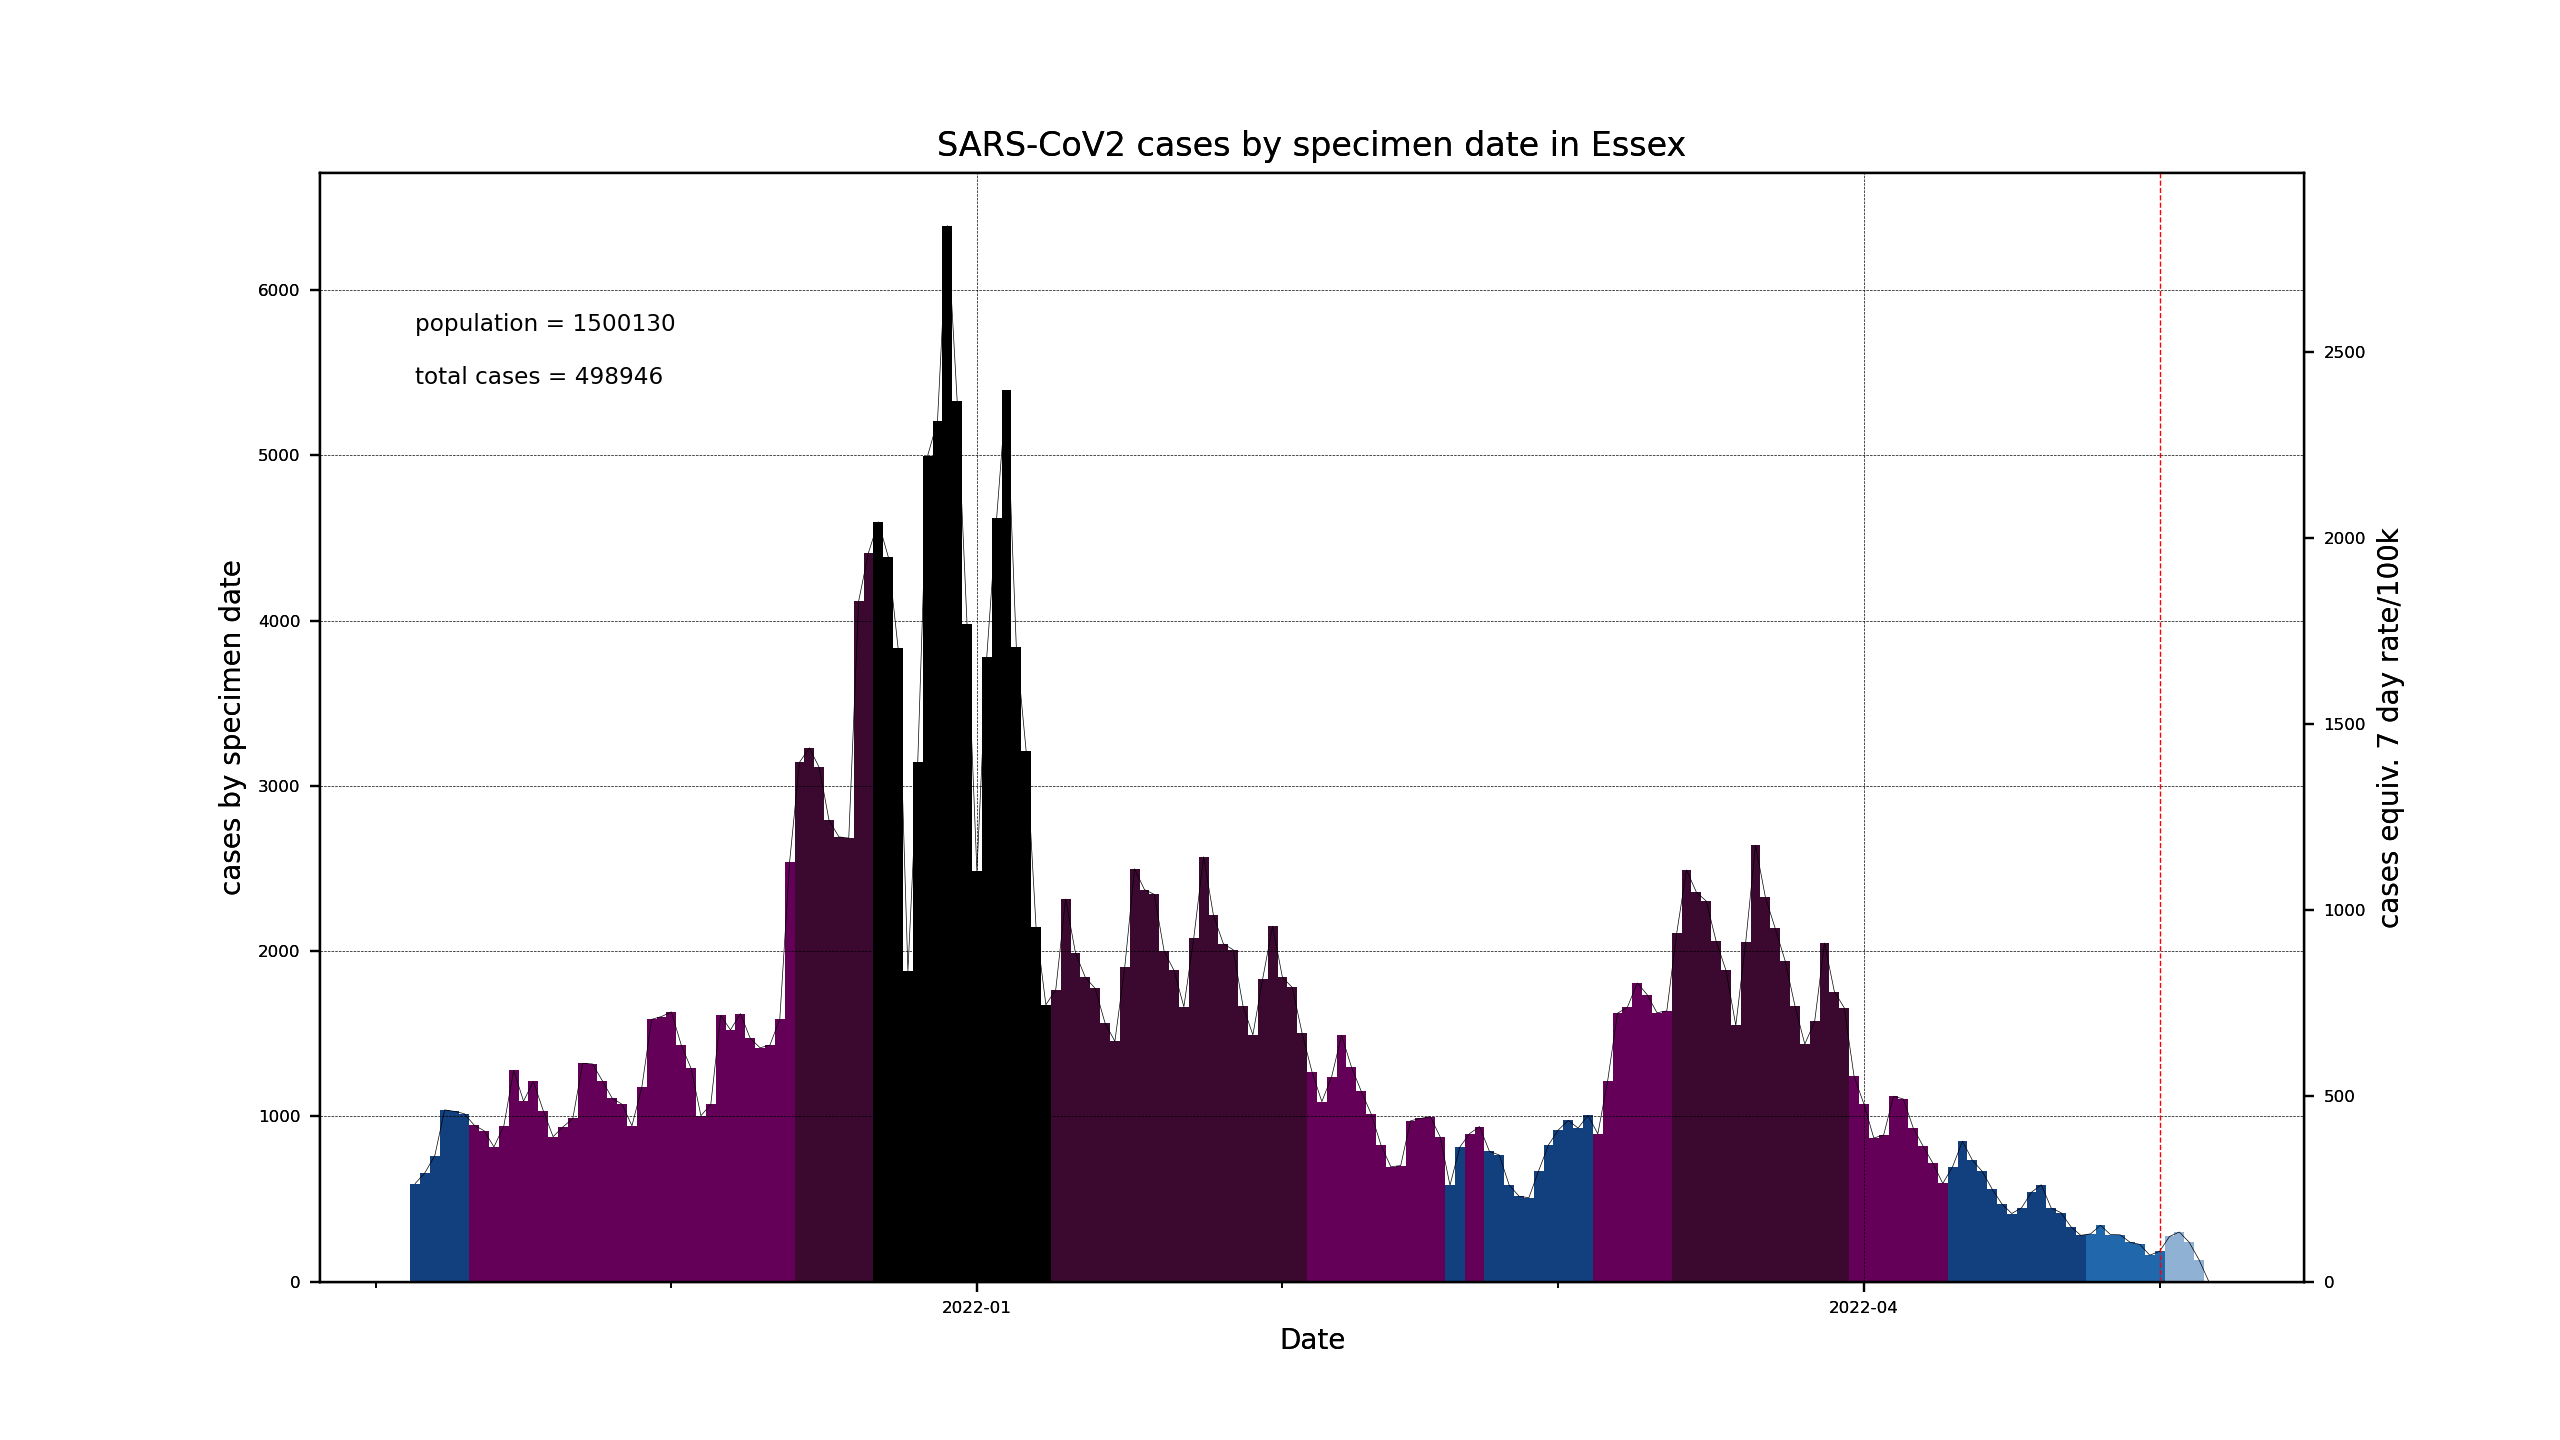 SARS-CoV2 cases by specimen date in Essex
population = 1500130
total cases = 498946
cases by specimen date
6000
5000
4000
3000
2000
1000
0
2500
2000
1500
1000
500
0
cases equiv. 7 day rate/100k
2022-01
2022-04
Date